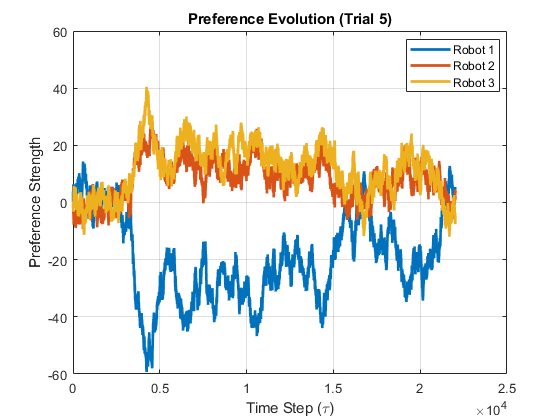 Preference Evolution (Trial 5)
Robot 1
Robot 2
Robot 3
60
40
20
0
-20
-40
-60
Preference Strength
0
0.5
1
1.5
2
2.5
Time Step (τ)
×10⁴